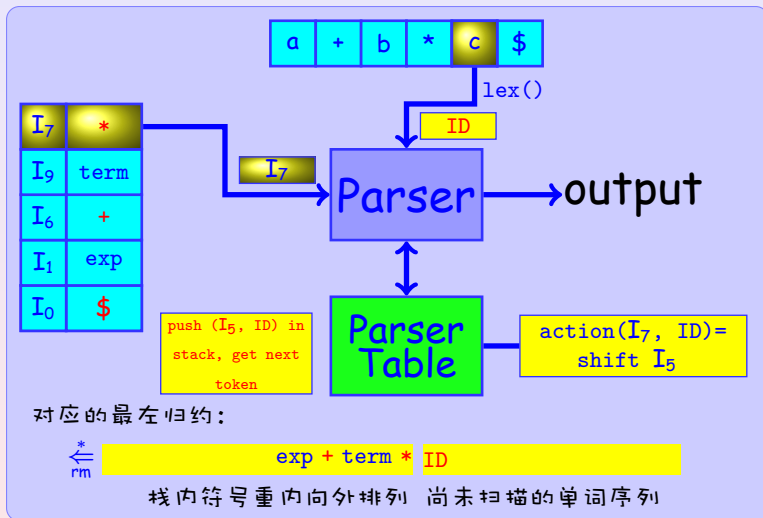 a + b * c $
lex()
ID
I₇ *
I₉ term
I₆ +
I₁ exp
I₀ $
I₇
Parser
output
push (I₅, ID) in
stack, get next
token
Parser
Table
action(I₇, ID)=
shift I₅
对应的最左归约：
* ⇐ rm exp + term * ID
栈内符号重内向外排列 尚未扫描的单词序列